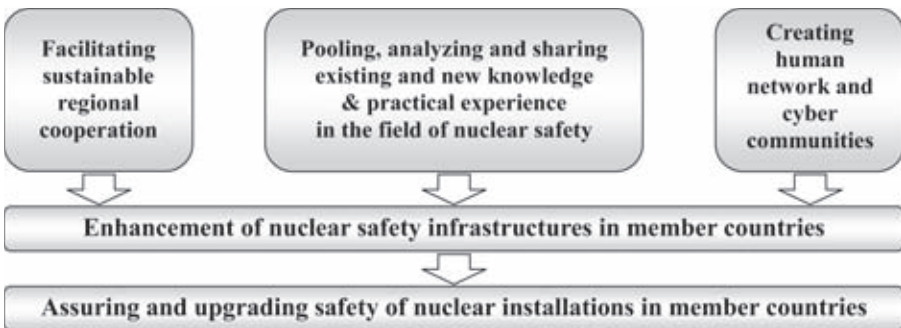 Facilitating
sustainable
regional
cooperation
Pooling, analyzing and sharing
existing and new knowledge
& practical experience
in the field of nuclear safety
Creating
human
network and
cyber
communities
Enhancement of nuclear safety infrastructures in member countries
Assuring and upgrading safety of nuclear installations in member countries